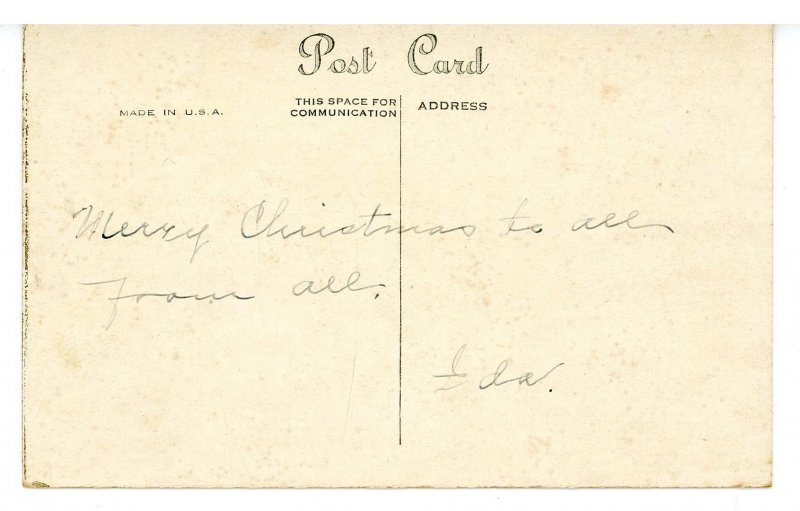 Post Card
MADE IN U.S.A.
THIS SPACE FOR
COMMUNICATION
ADDRESS
Merry Christmas to all
from all.
Ida.